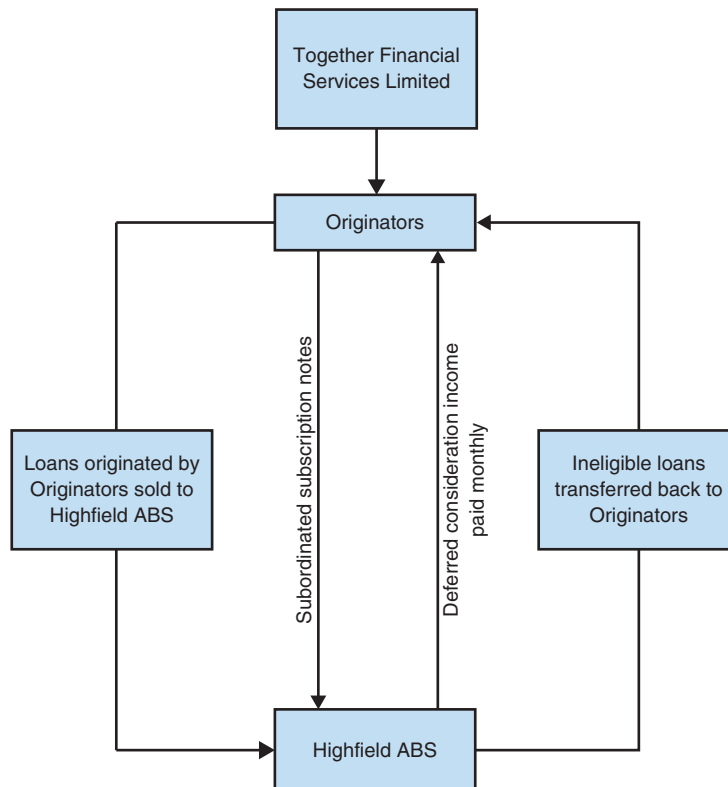 Together Financial
Services Limited
Originators
Subordinated subscription notes
Deferred consideration income
paid monthly
Loans originated by
Originators sold to
Highfield ABS
Ineligible loans
transferred back to
Originators
Highfield ABS